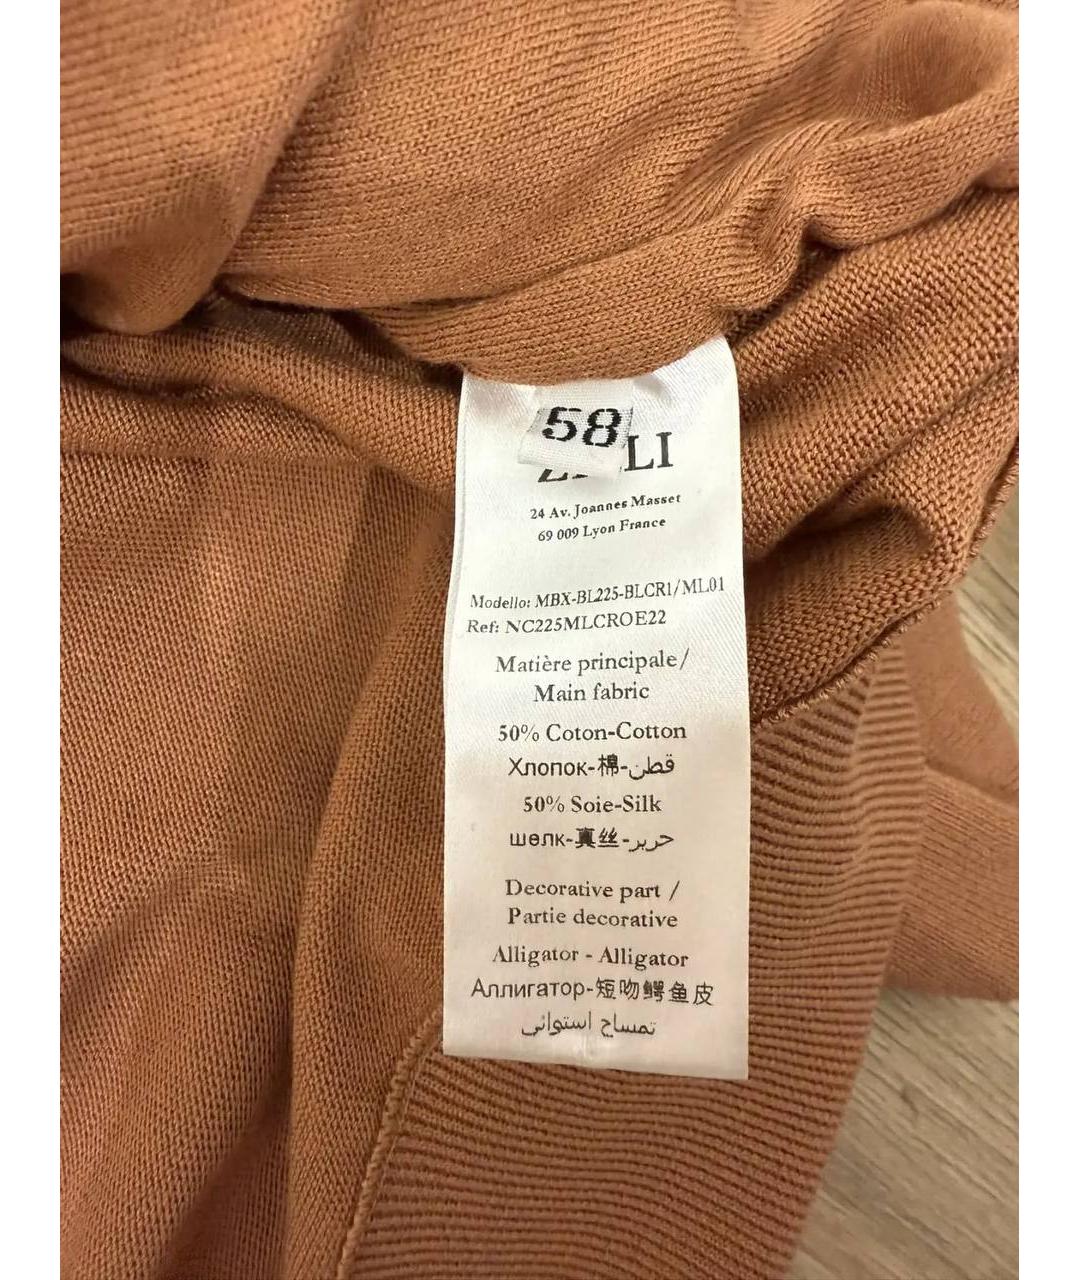 58
24 Av. Joannes Masset
69 009 Lyon France
Modello: MBX-BL225-BLCR1/ML01
Ref: NC225MLCROE22
Matière principale/
Main fabric
50% Coton-Cotton
Хлопок-棉-قطن
50% Soie-Silk
шелк-真丝-حرير
Decorative part /
Partie decorative
Alligator - Alligator
Аллигатор-短吻鳄鱼皮
تمساح استوائي